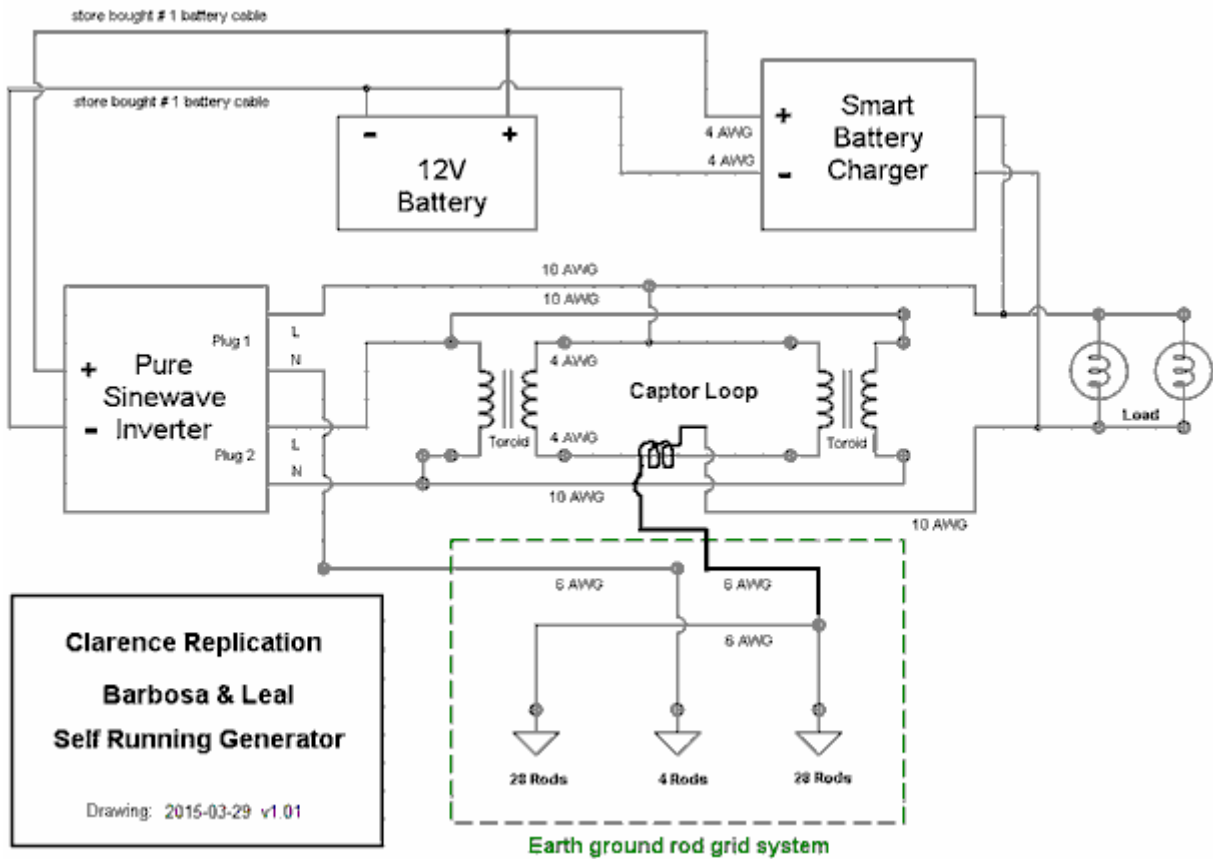 store bought # 1 battery cable
store bought # 1 battery cable
-
+
12V
Battery
4 AWG
4 AWG
+
-
Smart
Battery
Charger
10 AWG
10 AWG
Plug 1
L
N
+
-
Pure
Sinewave
Inverter
Plug 2
L
N
4 AWG
4 AWG
Toroid
Captor Loop
Toroid
Load
10 AWG
10 AWG
6 AWG
6 AWG
6 AWG
28 Rods
4 Rods
28 Rods
Earth ground rod grid system
Clarence Replication
Barbosa & Leal
Self Running Generator
Drawing: 2015-03-29 v1.01